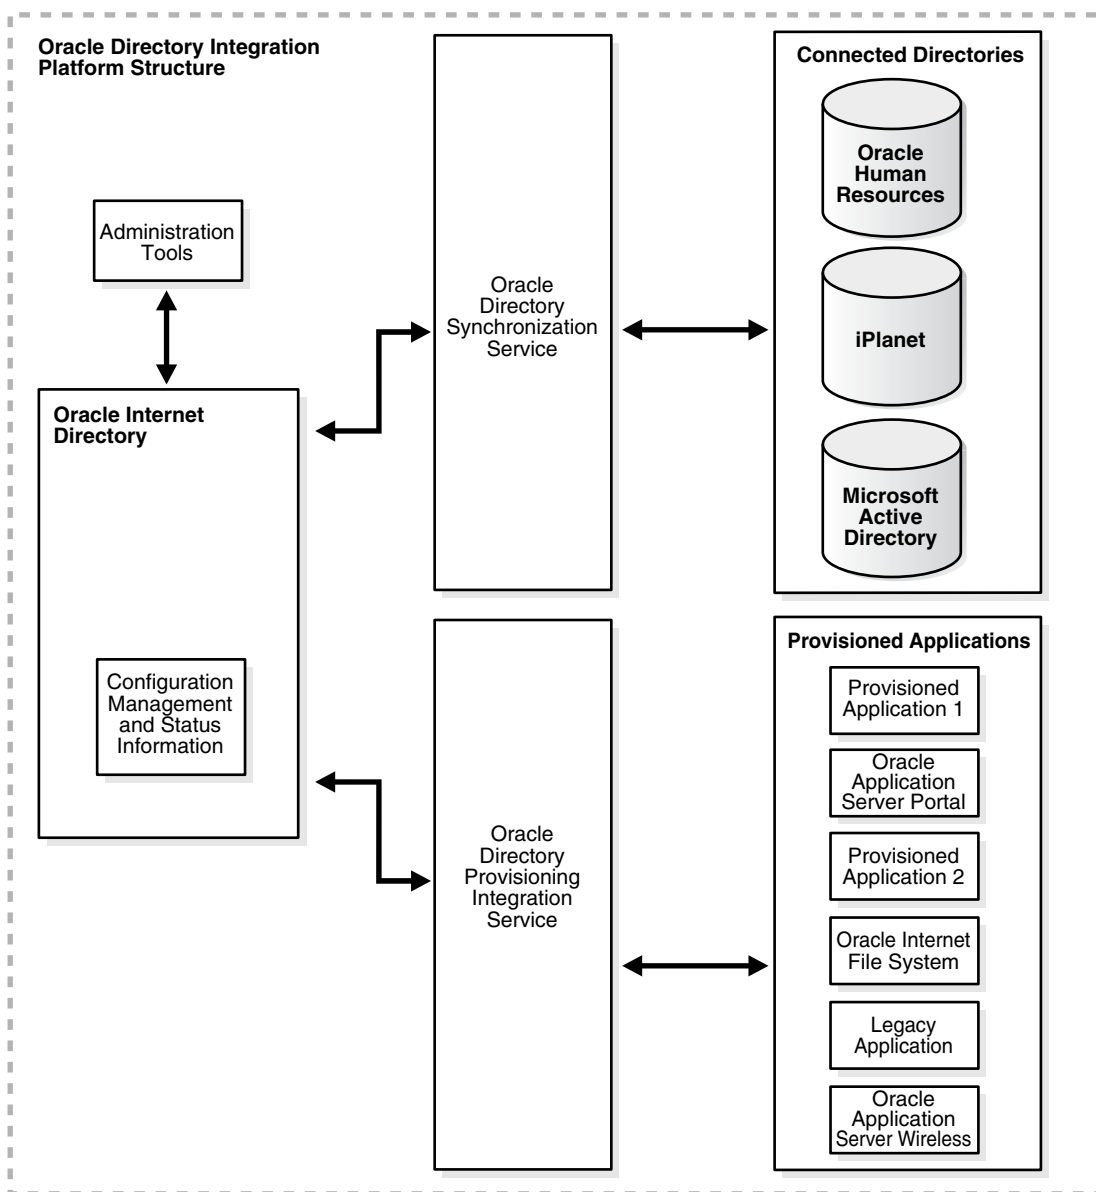 Oracle Directory Integration
Platform Structure
Administration
Tools
Oracle Internet
Directory
Configuration
Management
and Status
Information
Oracle
Directory
Synchronization
Service
Oracle
Directory
Provisioning
Integration
Service
Connected Directories
Oracle
Human
Resources
iPlanet
Microsoft
Active
Directory
Provisioned Applications
Provisioned
Application 1
Oracle
Application
Server Portal
Provisioned
Application 2
Oracle Internet
File System
Legacy
Application
Oracle
Application
Server Wireless